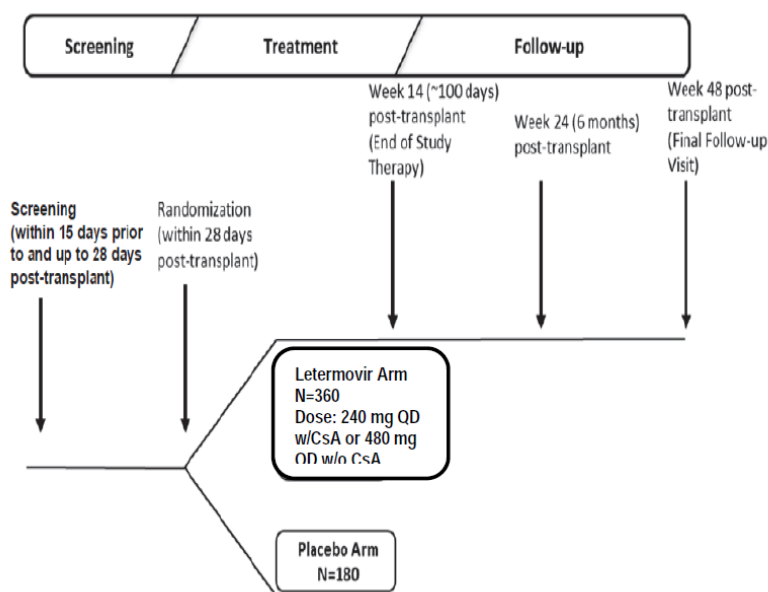 Screening
Treatment
Follow-up
Week 14 (~100 days)
post-transplant
(End of Study
Therapy)
Week 24 (6 months)
post-transplant
Week 48 post-
transplant
(Final Follow-up
Visit)
Screening
(within 15 days prior
to and up to 28 days
post-transplant)
Randomization
(within 28 days
post-transplant)
Letermovir Arm
N=360
Dose: 240 mg QD
w/CsA or 480 mg
QD w/o CsA
Placebo Arm
N=180